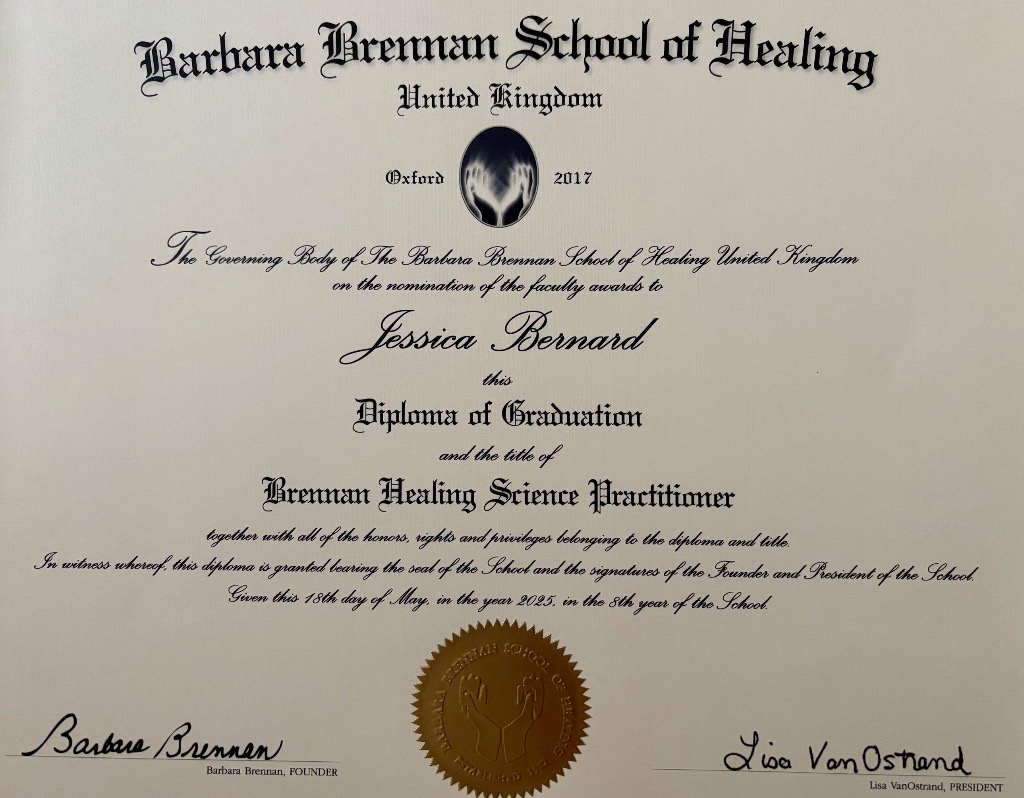 Barbara Brennan School of Healing
United Kingdom
Oxford 2017
The Governing Body of The Barbara Brennan School of Healing United Kingdom
on the nomination of the faculty awards to
Jessica Bernard
this
Diploma of Graduation
and the title of
Brennan Healing Science Practitioner
together with all of the honors, rights and privileges belonging to the diploma and title.
In witness whereof, this diploma is granted bearing the seal of the School and the signatures of the Founder and President of the School.
Given this 18th day of May, in the year 2025, in the 8th year of the School.
BARBARA BRENNAN SCHOOL OF HEALING
Barbara Brennan
Barbara Brennan, FOUNDER
Lisa VanOstrand
Lisa VanOstrand, PRESIDENT